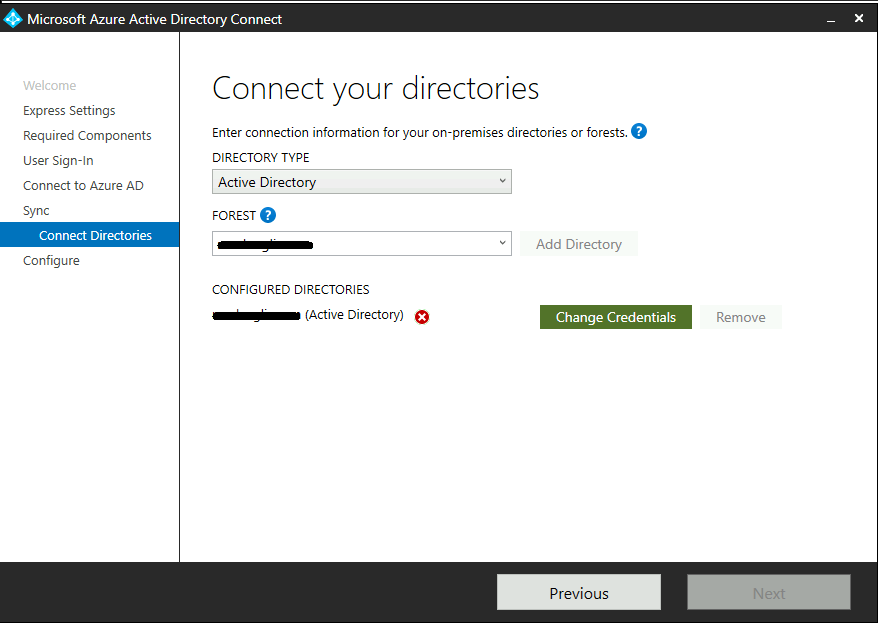 Microsoft Azure Active Directory Connect
Welcome
Express Settings
Required Components
User Sign-In
Connect to Azure AD
Sync
Connect Directories
Configure
Connect your directories
Enter connection information for your on-premises directories or forests. ?
DIRECTORY TYPE
Active Directory
FOREST ?
Add Directory
CONFIGURED DIRECTORIES
(Active Directory)
Change Credentials
Remove
Previous
Next